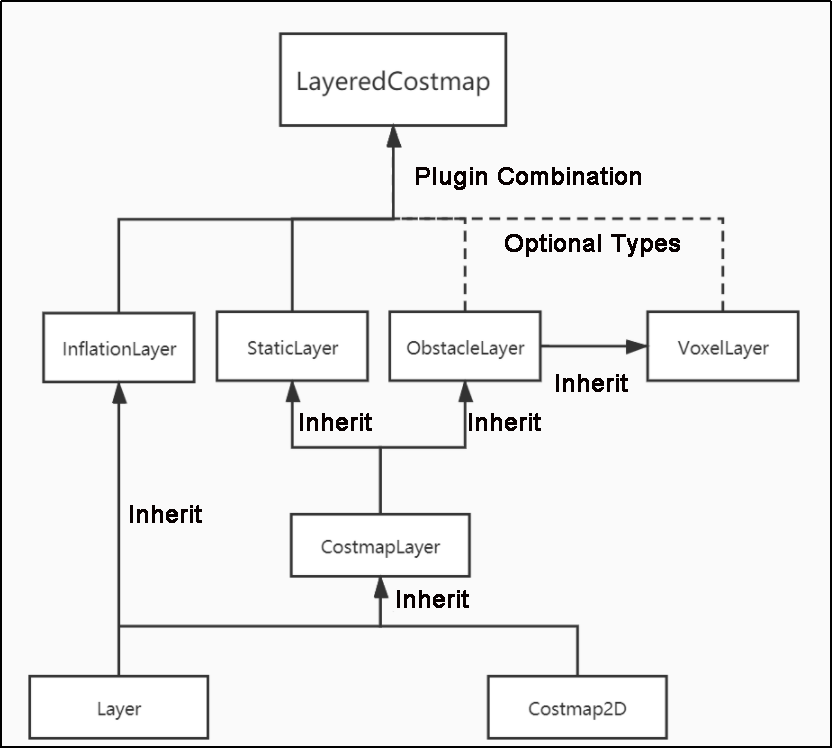 LayeredCostmap
Plugin Combination
Optional Types
InflationLayer
StaticLayer
ObstacleLayer
VoxelLayer
Inherit
Inherit
Inherit
Inherit
CostmapLayer
Inherit
Layer
Costmap2D